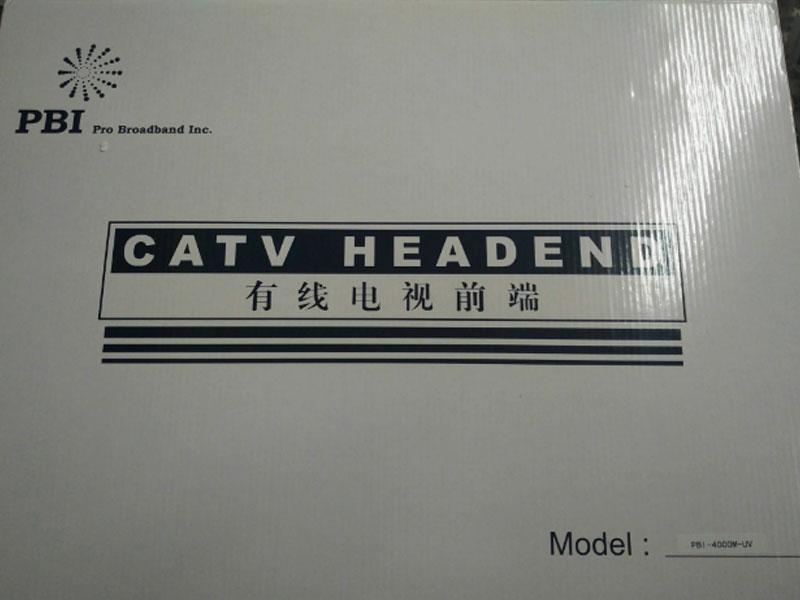 PBI Pro Broadband Inc.
CATV HEADEND
有线电视前端
Model : PBI-4000M-UV